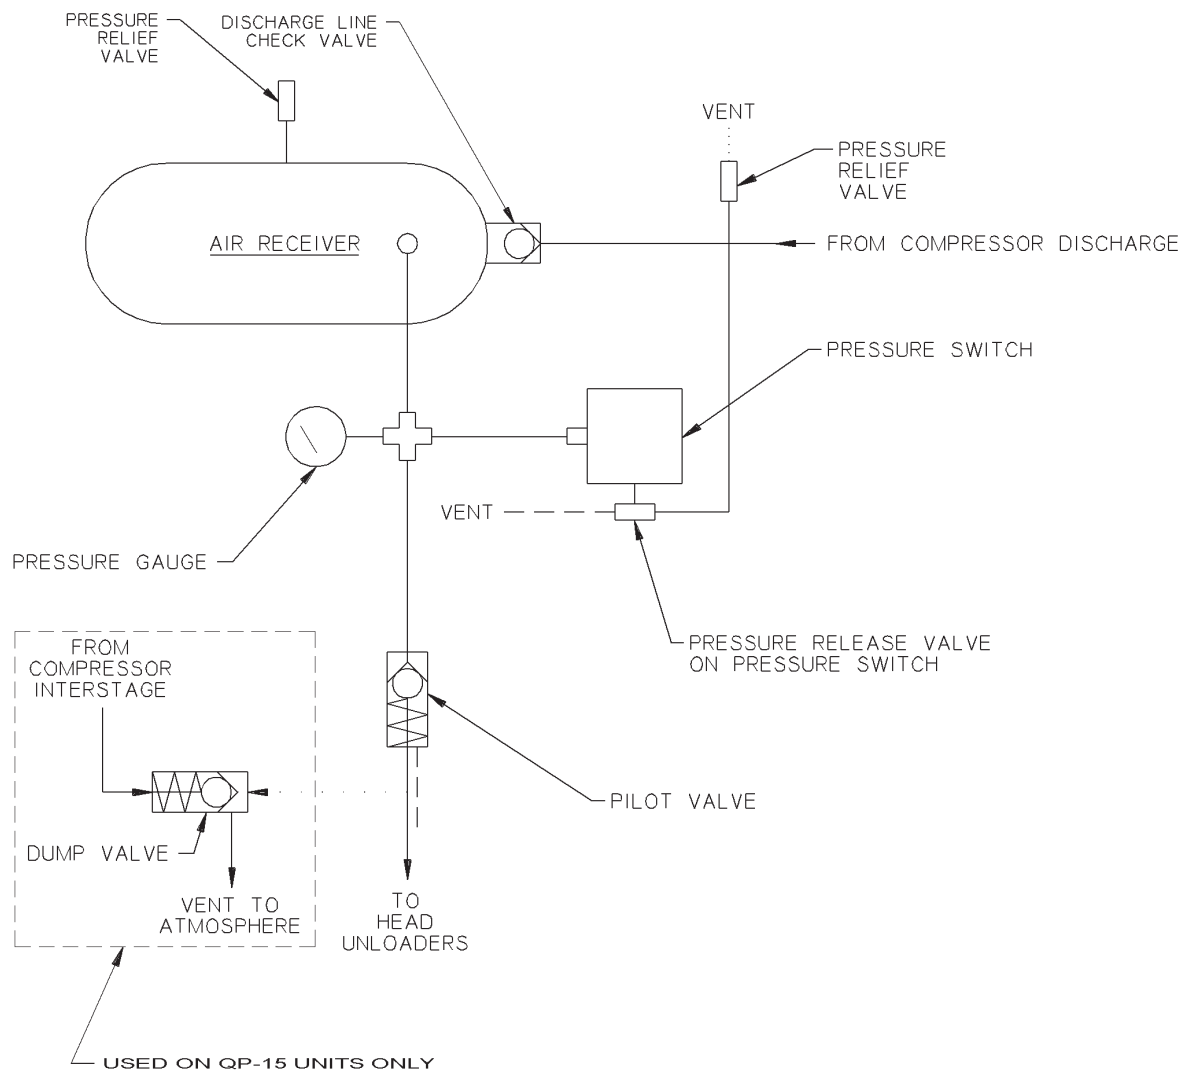 PRESSURE
RELIEF
VALVE
DISCHARGE LINE
CHECK VALVE
VENT
PRESSURE
RELIEF
VALVE
AIR RECEIVER
FROM COMPRESSOR DISCHARGE
PRESSURE SWITCH
VENT
PRESSURE GAUGE
PRESSURE RELEASE VALVE
ON PRESSURE SWITCH
FROM
COMPRESSOR
INTERSTAGE
PILOT VALVE
DUMP VALVE
VENT TO
ATMOSPHERE
TO
HEAD
UNLOADERS
USED ON QP-15 UNITS ONLY